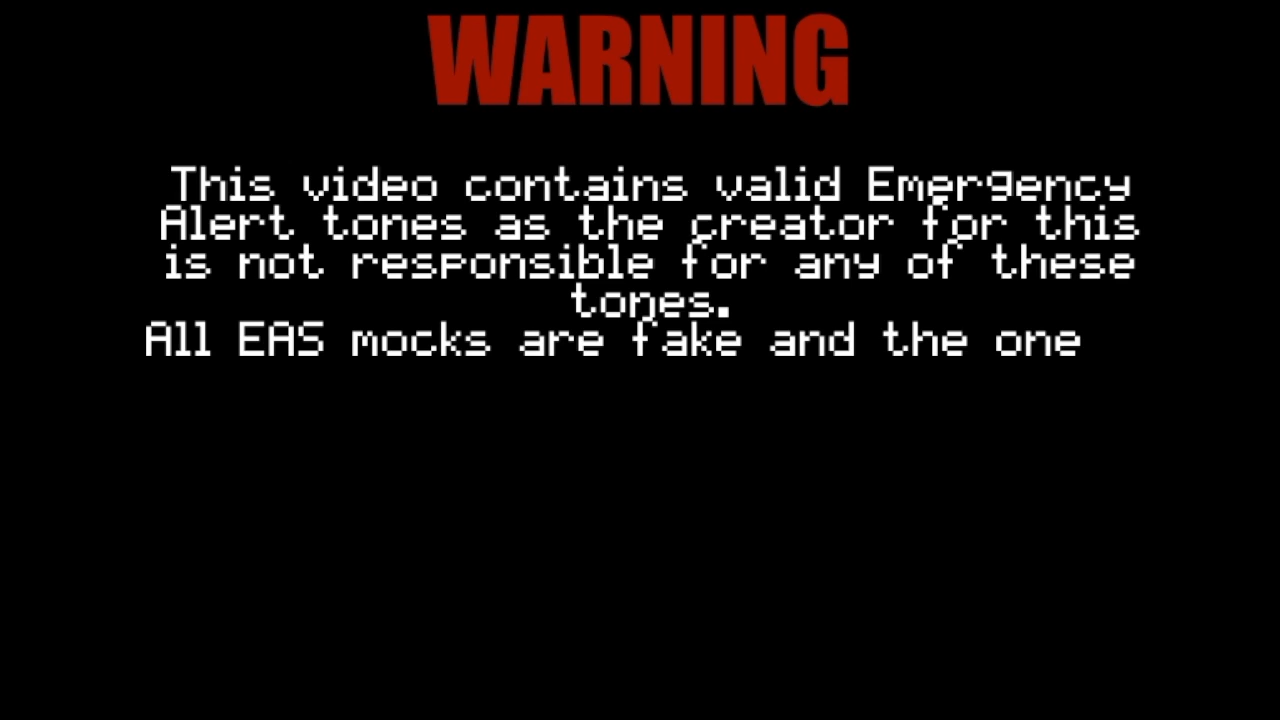 WARNING
This video contains valid Emergency
Alert tones as the creator for this
is not responsible for any of these
tones.
All EAS mocks are fake and the one